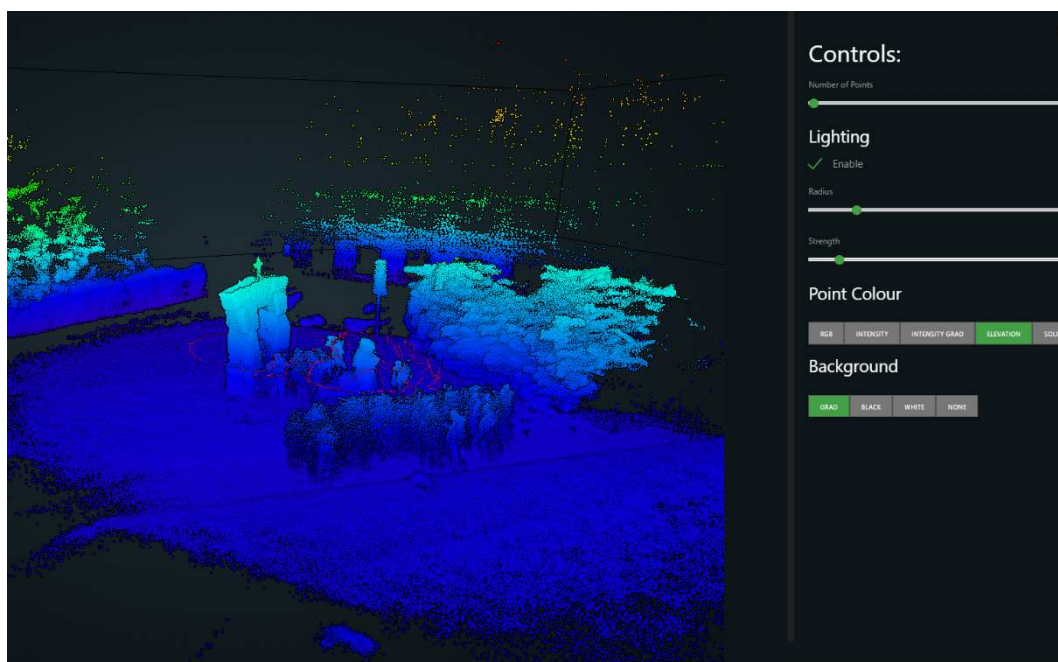 Controls:
Number of Points
Lighting
Enable
Radius
Strength
Point Colour
RGB INTENSITY INTENSITY GRAD ELEVATION
Background
GRAD BLACK WHITE NONE